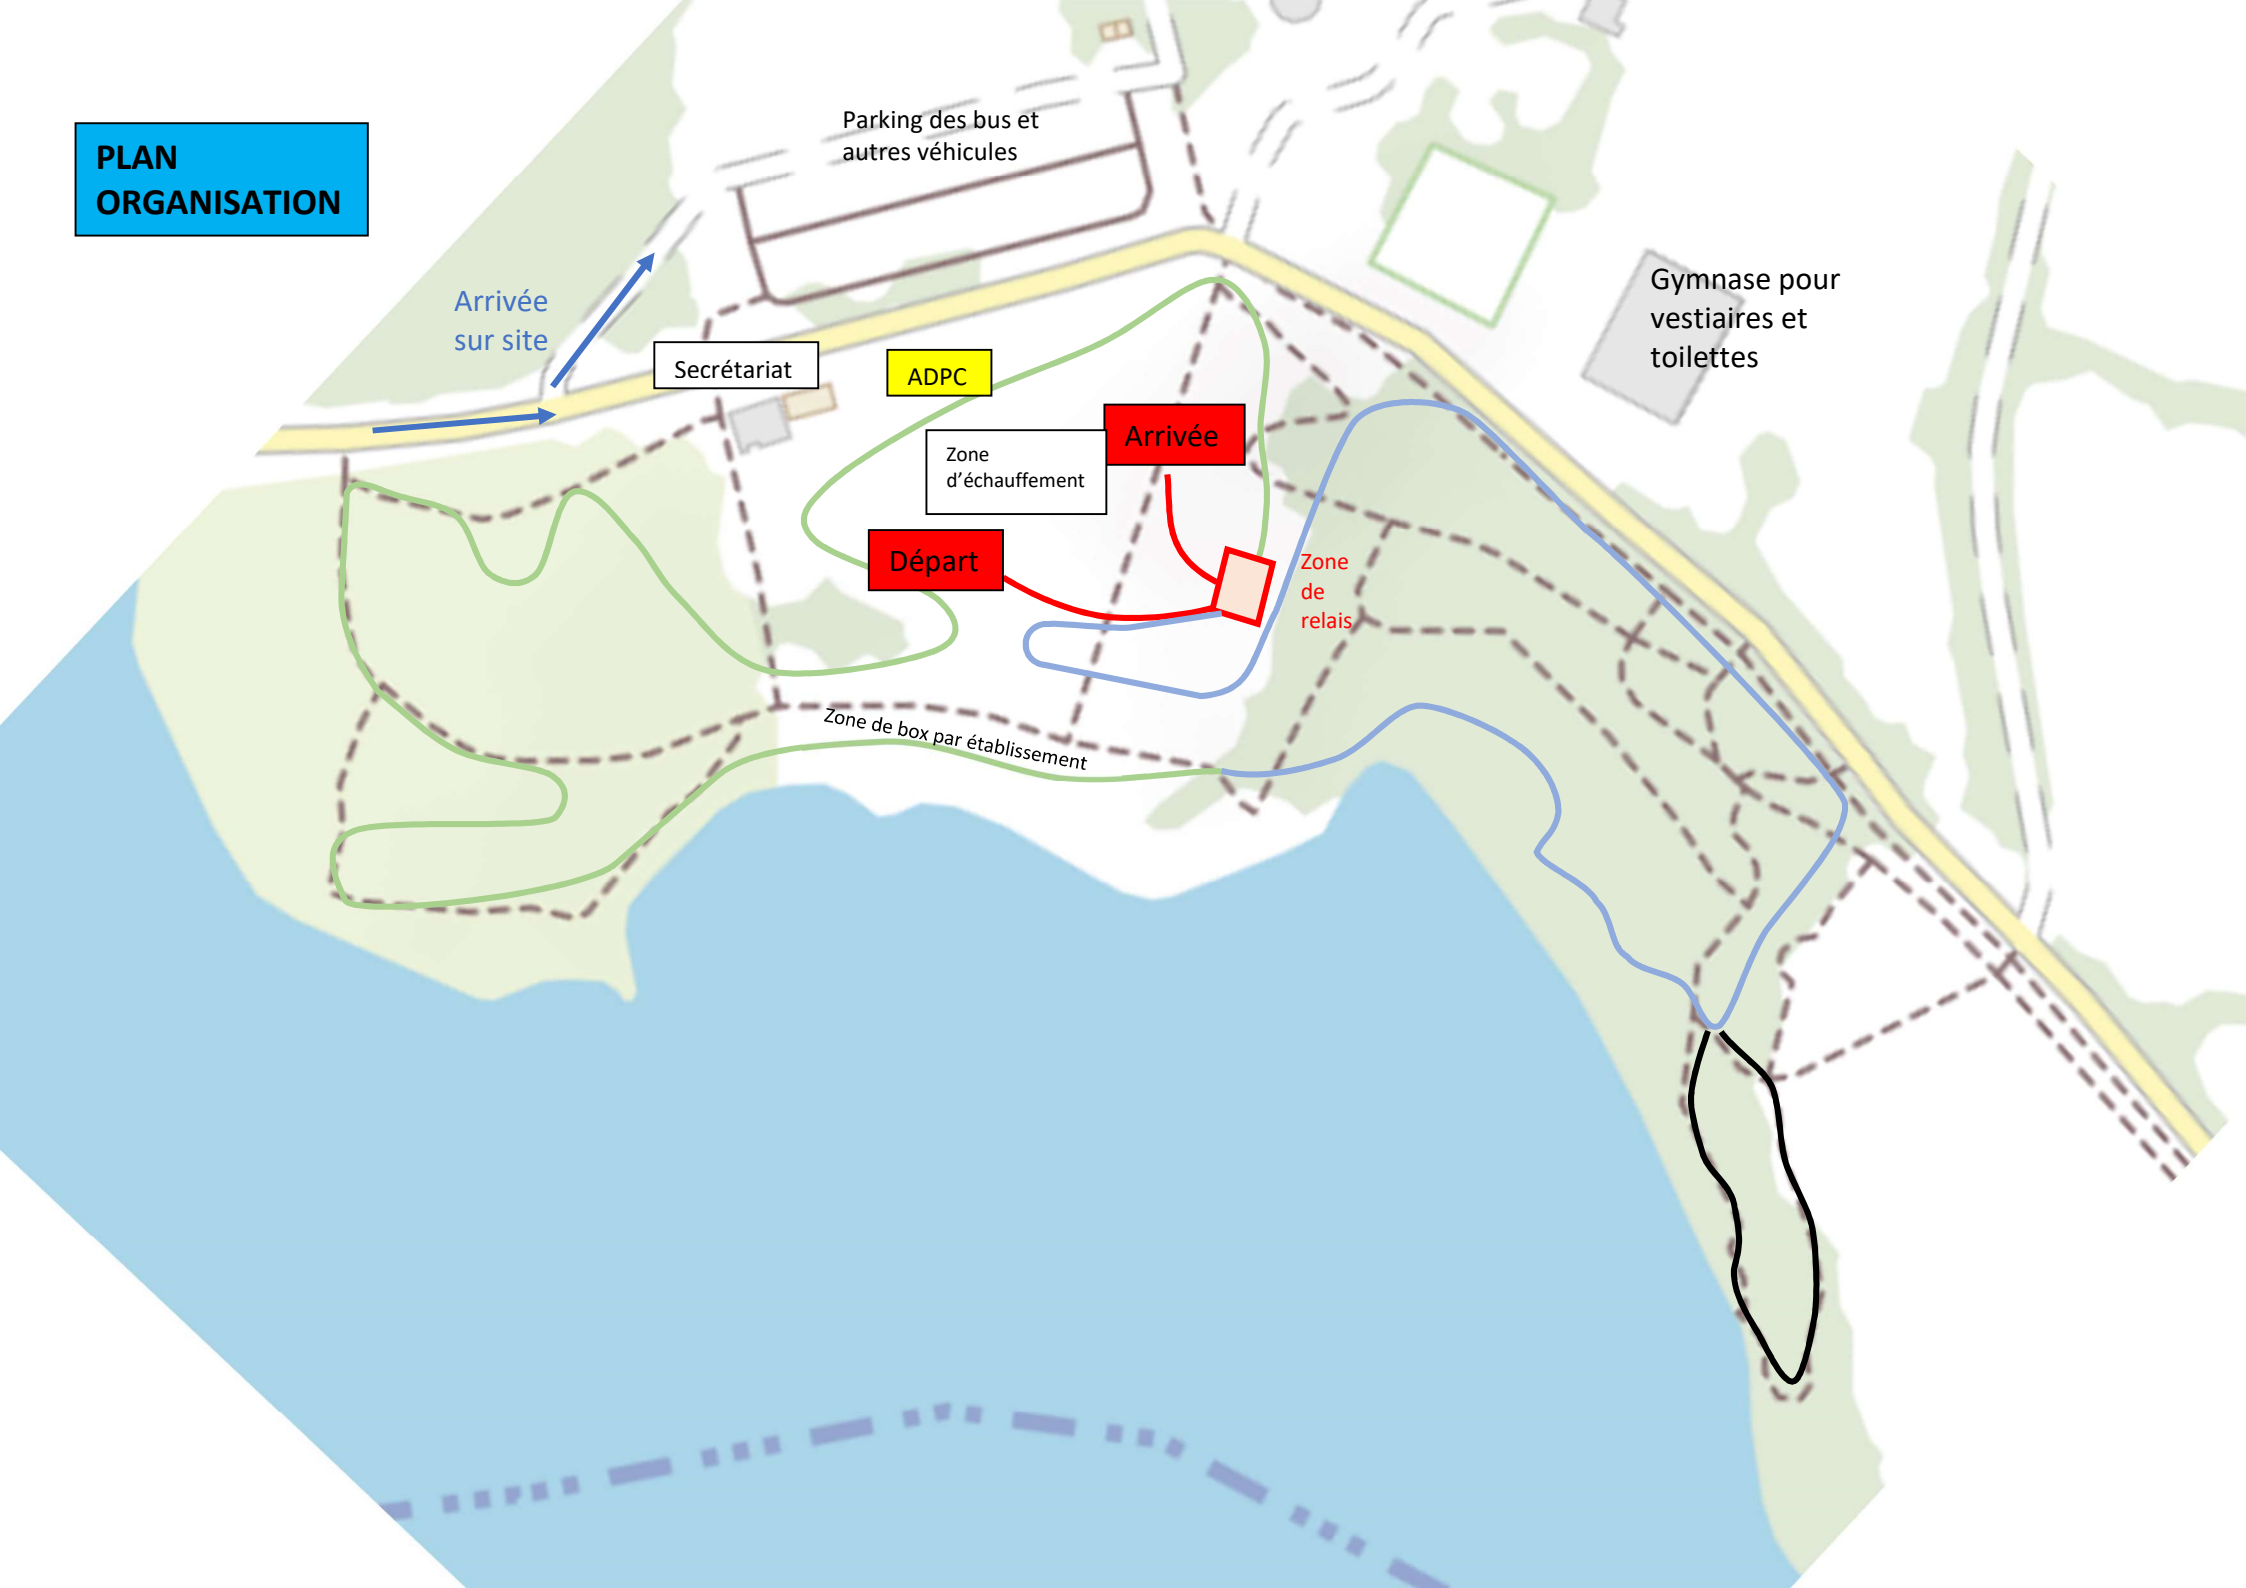 PLAN
ORGANISATION
Parking des bus et
autres véhicules
Arrivée
sur site
Gymnase pour
vestiaires et
toilettes
Secrétariat
ADPC
Arrivée
Zone
d'échauffement
Départ
Zone
de
relais
Zone de box par établissement